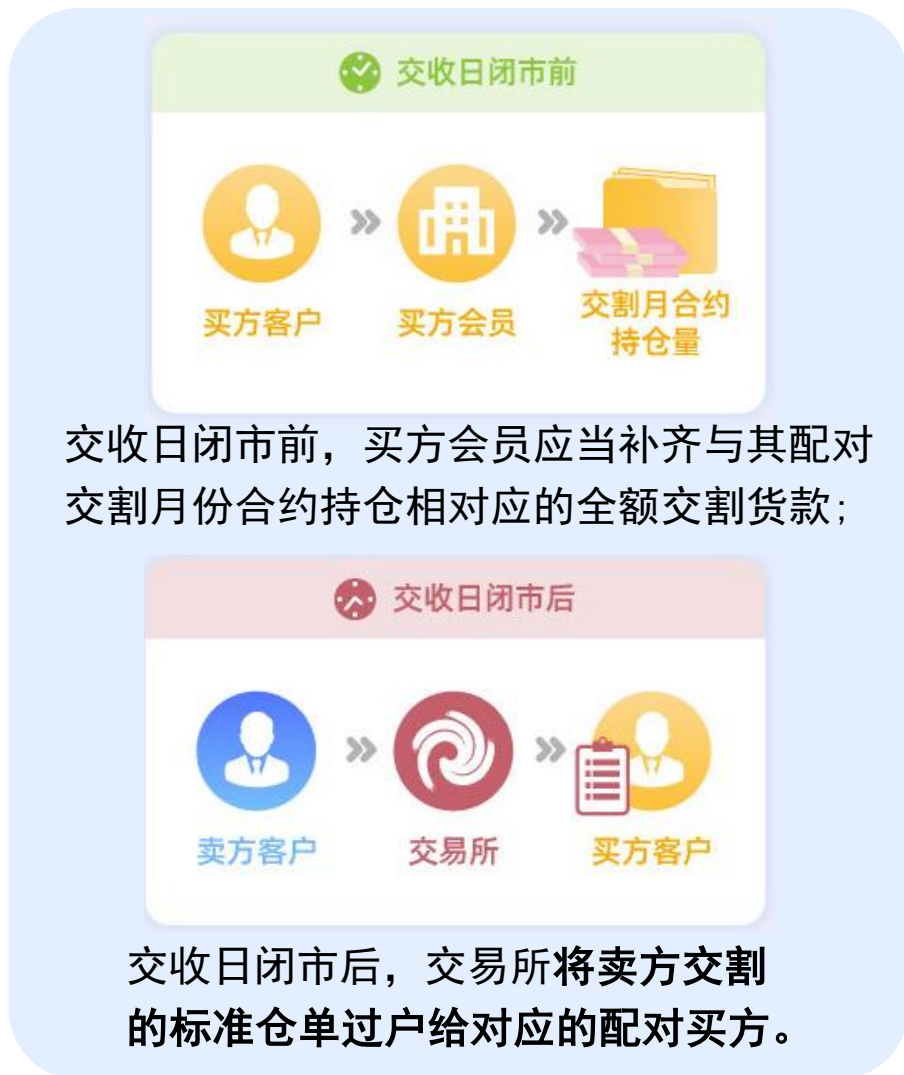 交收日闭市前
买方客户
买方会员
交割月合约
持仓量
交收日闭市前，买方会员应当补齐与其配对
交割月份合约持仓相对应的全额交割货款；
交收日闭市后
卖方客户
交易所
买方客户
交收日闭市后，交易所将卖方交割
的标准仓单过户给对应的配对买方。